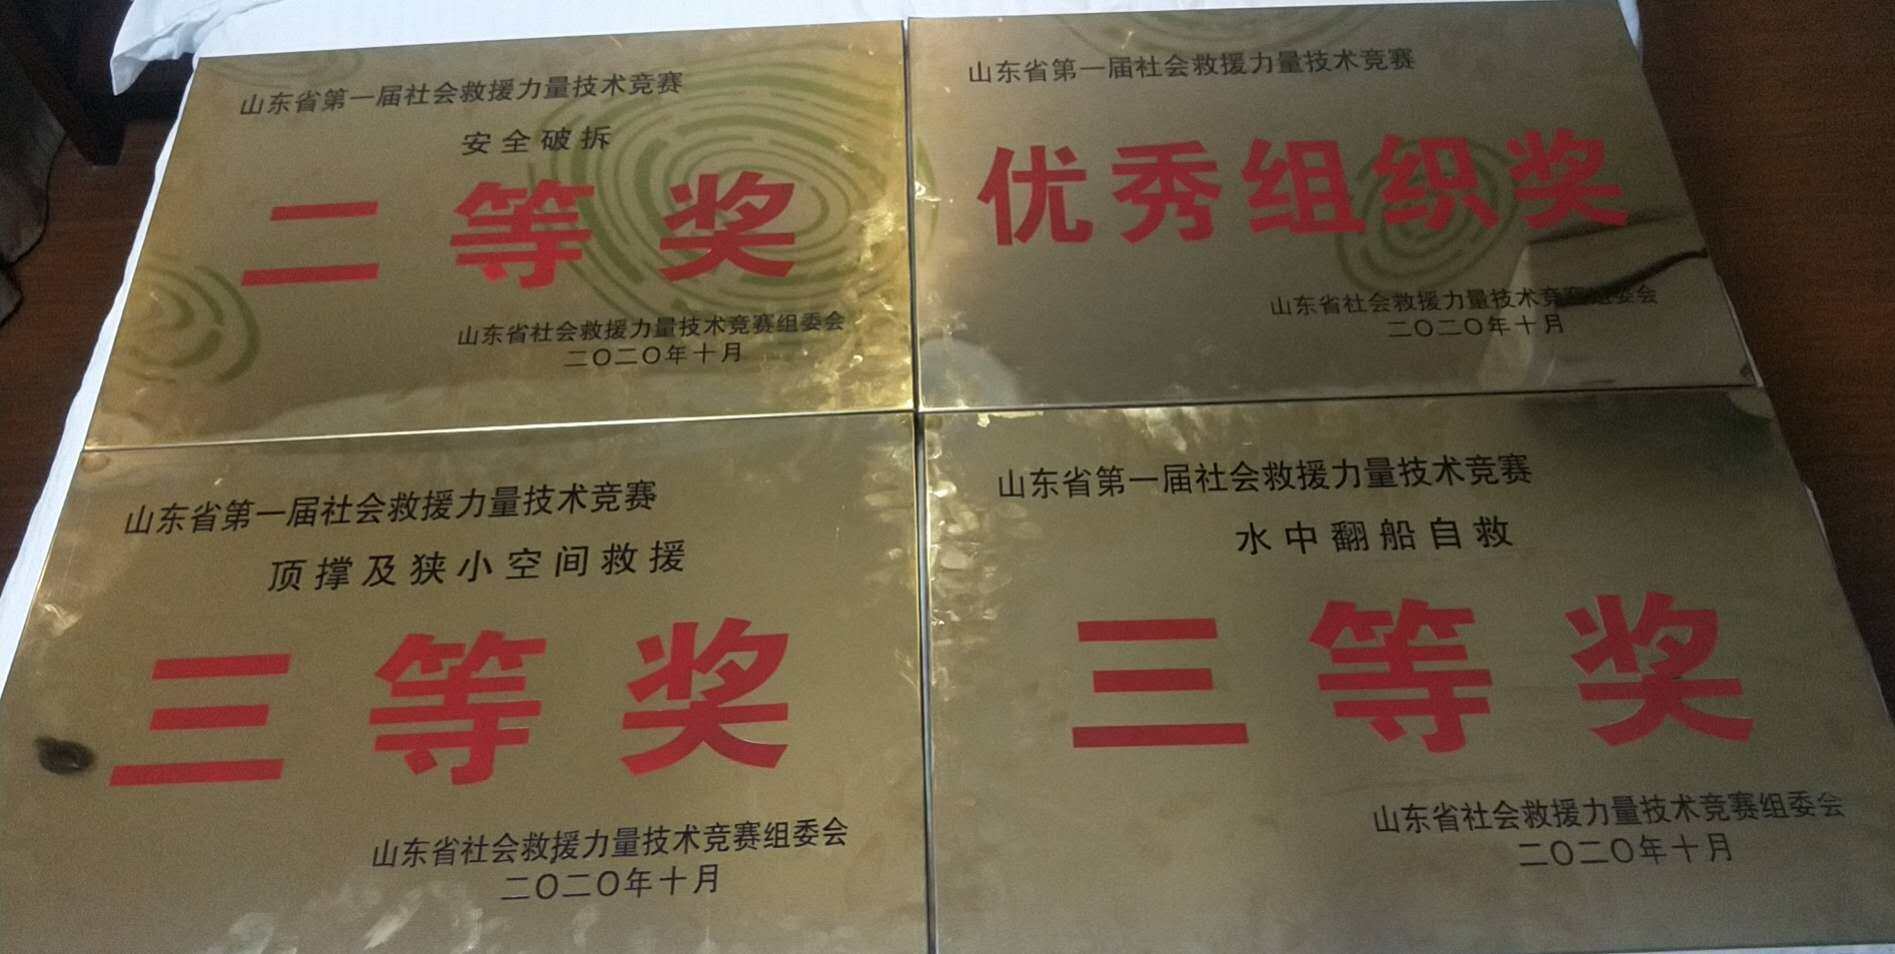 山东省第一届社会救援力量技术竞赛
安全破拆
二等奖
山东省社会救援力量技术竞赛组委会
二〇二〇年十月
山东省第一届社会救援力量技术竞赛
优秀组织奖
山东省社会救援力量技术竞赛组委会
二〇二〇年十月
山东省第一届社会救援力量技术竞赛
顶撑及狭小空间救援
三等奖
山东省社会救援力量技术竞赛组委会
二〇二〇年十月
山东省第一届社会救援力量技术竞赛
水中翻船自救
三等奖
山东省社会救援力量技术竞赛组委会
二〇二〇年十月